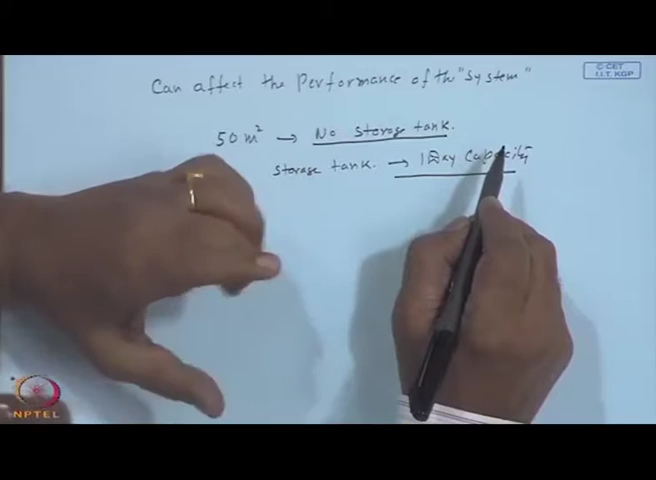 © CET
I.I.T. KGP
Can affect the Performance of the "System"
50 m² → No storage tank.
storage tank. → 1 Day Capacity
NPTEL